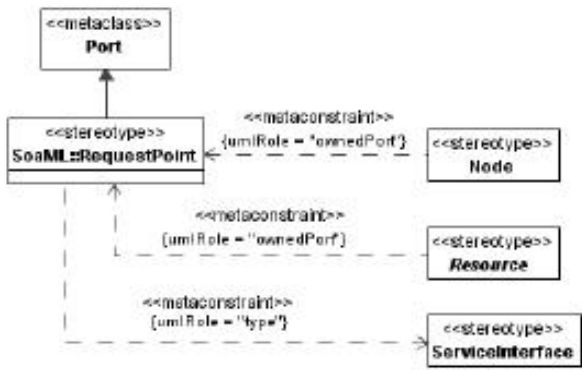 <<metaclass>>
Port
<<stereotype>>
SoaML::RequestPoint
<<metaconstraint>>
{umlRole = "ownedPort"}
<<stereotype>>
Node
<<metaconstraint>>
{umlRole = "ownedPort"}
<<stereotype>>
Resource
<<metaconstraint>>
{umlRole = "type"}
<<stereotype>>
ServiceInterface